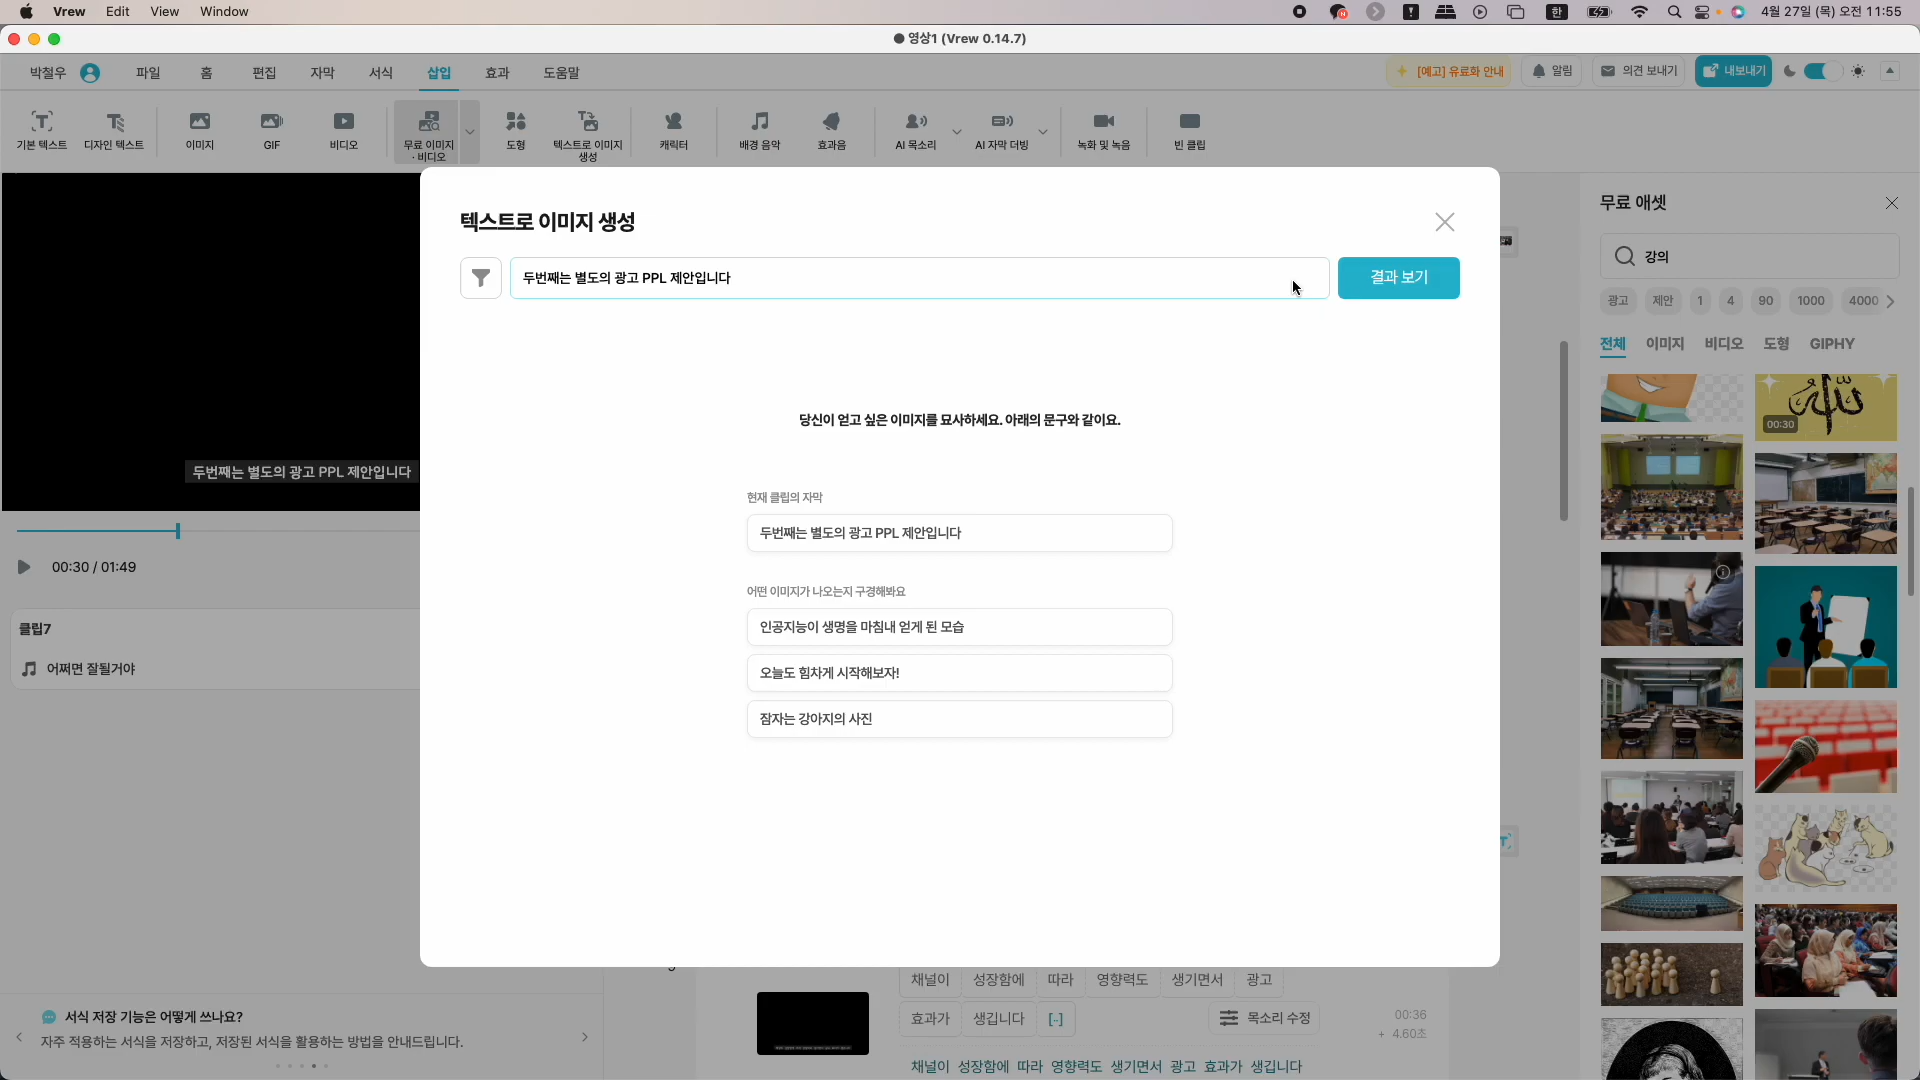 Vrew Edit View Window
한 4월 27일 (목) 오전 11:55
영상1 (Vrew 0.14.7)
박철우 파일 홈 편집 자막 서식 삽입 효과 도움말
[예고] 유료화 안내 알림 의견 보내기 내보내기
기본 텍스트 디자인 텍스트 이미지 GIF 비디오 무료 이미지 · 비디오 도형 텍스트로 이미지 생성 캐릭터 배경 음악 효과음 AI 목소리 AI 자막 더빙 녹화 및 녹음 빈 클립
두번째는 별도의 광고 PPL 제안입니다
00:30 / 01:49
클립7
어쩌면 잘될거야
서식 저장 기능은 어떻게 쓰나요?
자주 적용하는 서식을 저장하고, 저장된 서식을 활용하는 방법을 안내드립니다.
텍스트로 이미지 생성
두번째는 별도의 광고 PPL 제안입니다
결과 보기
당신이 얻고 싶은 이미지를 묘사하세요. 아래의 문구와 같이요.
현재 클립의 자막
두번째는 별도의 광고 PPL 제안입니다
어떤 이미지가 나오는지 구경해봐요
인공지능이 생명을 마침내 얻게 된 모습
오늘도 힘차게 시작해보자!
잠자는 강아지의 사진
채널이 성장함에 따라 영향력도 생기면서 광고
효과가 생깁니다 [··] 목소리 수정
00:36
+ 4.60초
채널이 성장함에 따라 영향력도 생기면서 광고 효과가 생깁니다
무료 애셋
강의
광고 제안 1 4 90 1000 4000
전체 이미지 비디오 도형 GIPHY
00:30